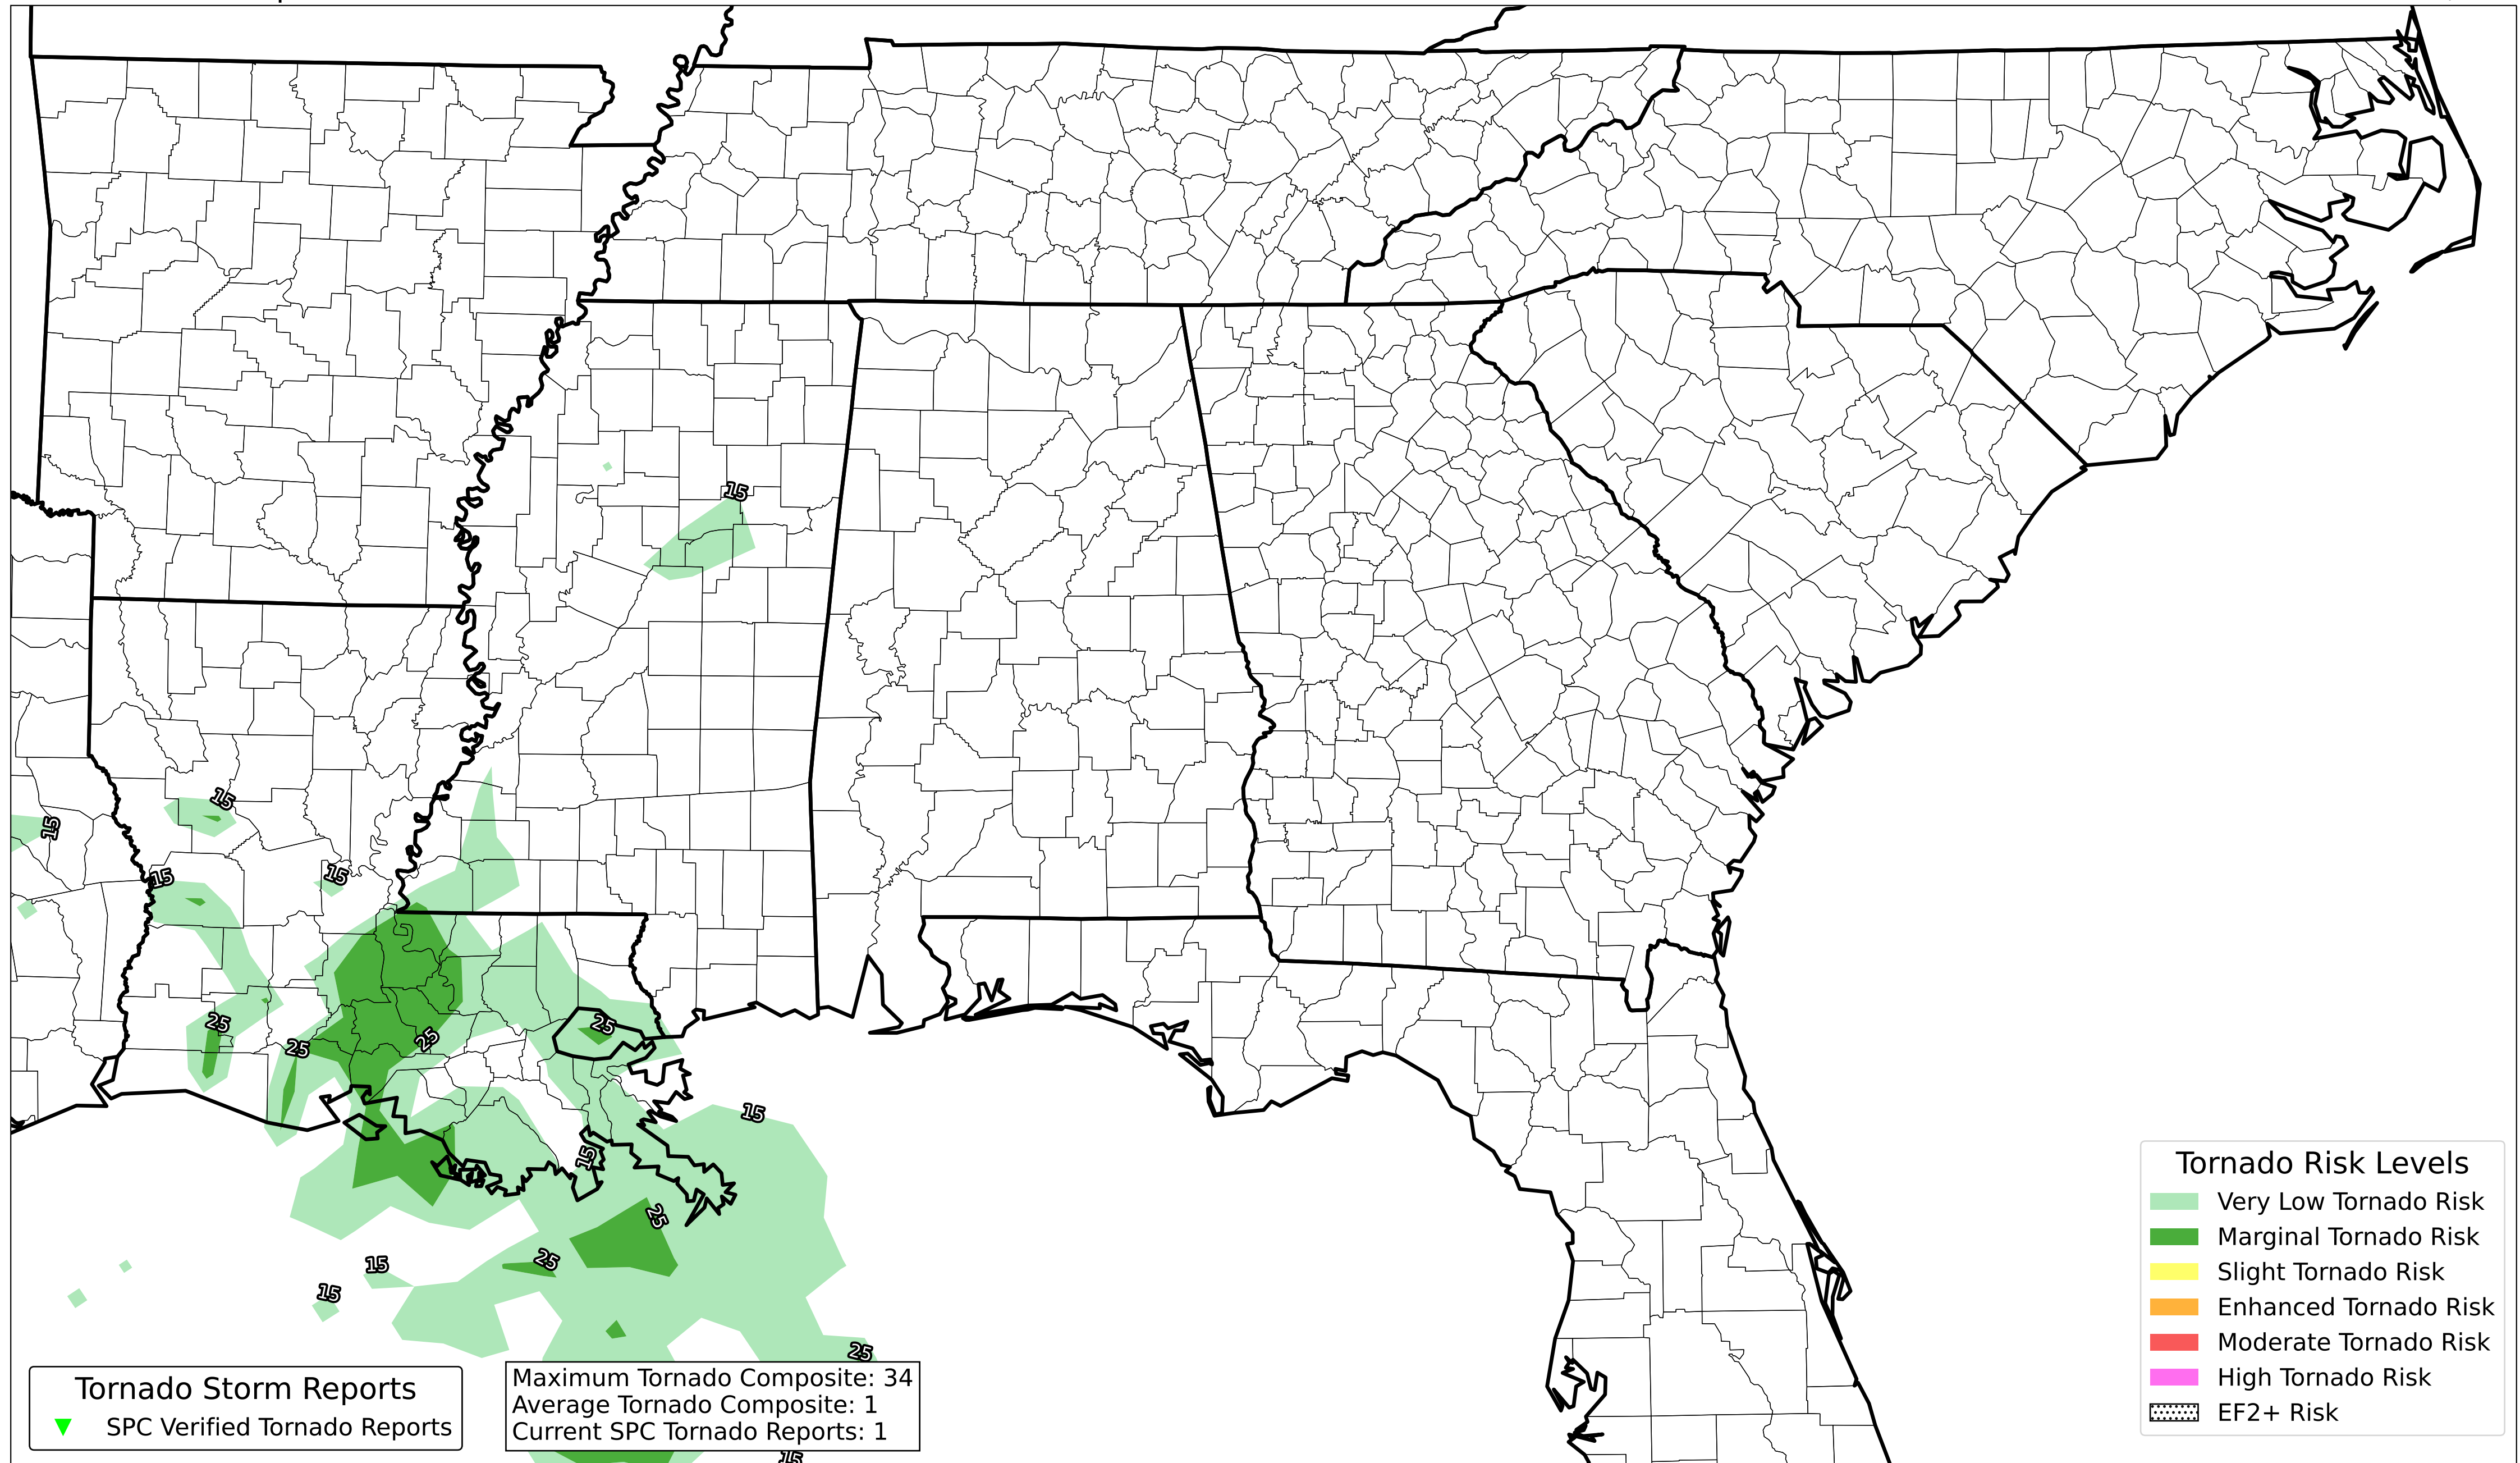 15
15
15
15
15
25
25
25
25
15
15
25
25
15
15
25
15
Tornado Risk Levels
Very Low Tornado Risk
Marginal Tornado Risk
Slight Tornado Risk
Enhanced Tornado Risk
Moderate Tornado Risk
High Tornado Risk
EF2+ Risk
Tornado Storm Reports
SPC Verified Tornado Reports
Maximum Tornado Composite: 34
Average Tornado Composite: 1
Current SPC Tornado Reports: 1